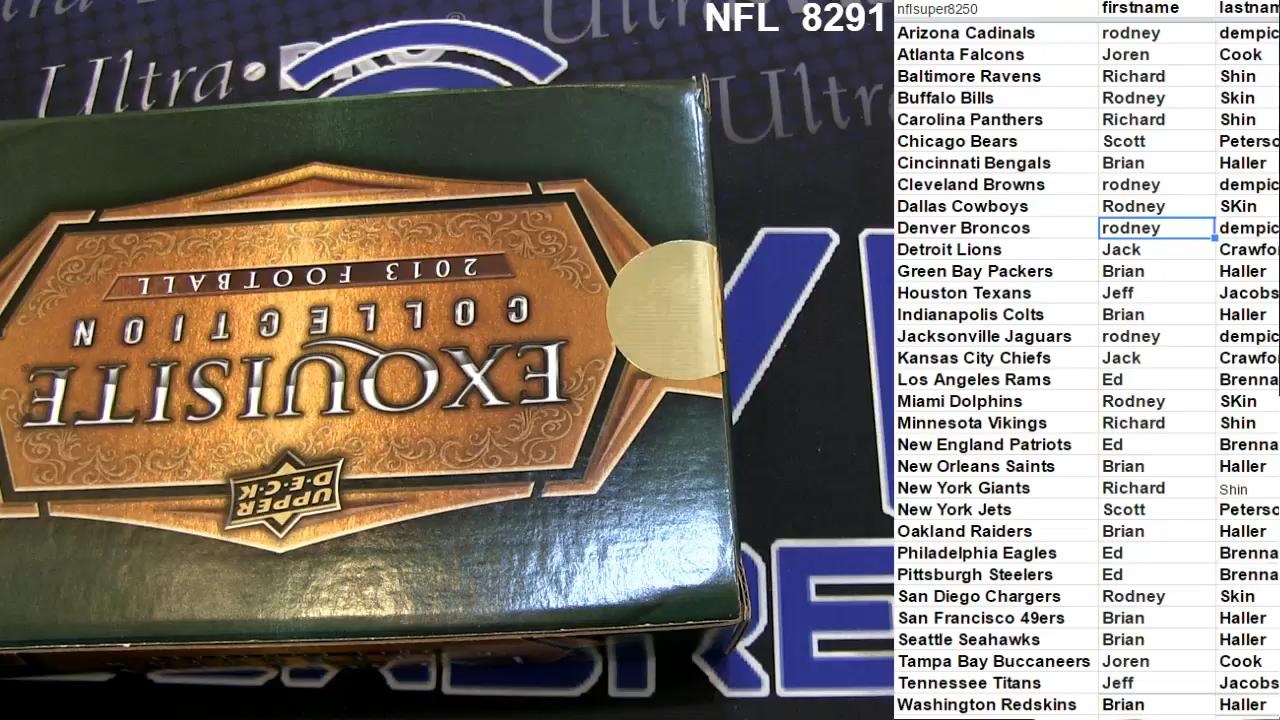 NFL 8291
Ultra PRO
Ultra
Ultra
2013 FOOTBALL
COLLECTION
EXQUISITE
UPPER
D.E.C.K
nflsuper8250 firstname lastnam
Arizona Cadinals rodney dempic
Atlanta Falcons Joren Cook
Baltimore Ravens Richard Shin
Buffalo Bills Rodney Skin
Carolina Panthers Richard Shin
Chicago Bears Scott Peterso
Cincinnati Bengals Brian Haller
Cleveland Browns rodney dempic
Dallas Cowboys Rodney SKin
Denver Broncos rodney dempic
Detroit Lions Jack Crawfo
Green Bay Packers Brian Haller
Houston Texans Jeff Jacobs
Indianapolis Colts Brian Haller
Jacksonville Jaguars rodney dempic
Kansas City Chiefs Jack Crawfo
Los Angeles Rams Ed Brenna
Miami Dolphins Rodney SKin
Minnesota Vikings Richard Shin
New England Patriots Ed Brenna
New Orleans Saints Brian Haller
New York Giants Richard Shin
New York Jets Scott Peterso
Oakland Raiders Brian Haller
Philadelphia Eagles Ed Brenna
Pittsburgh Steelers Ed Brenna
San Diego Chargers Rodney Skin
San Francisco 49ers Brian Haller
Seattle Seahawks Brian Haller
Tampa Bay Buccaneers Joren Cook
Tennessee Titans Jeff Jacobs
Washington Redskins Brian Haller